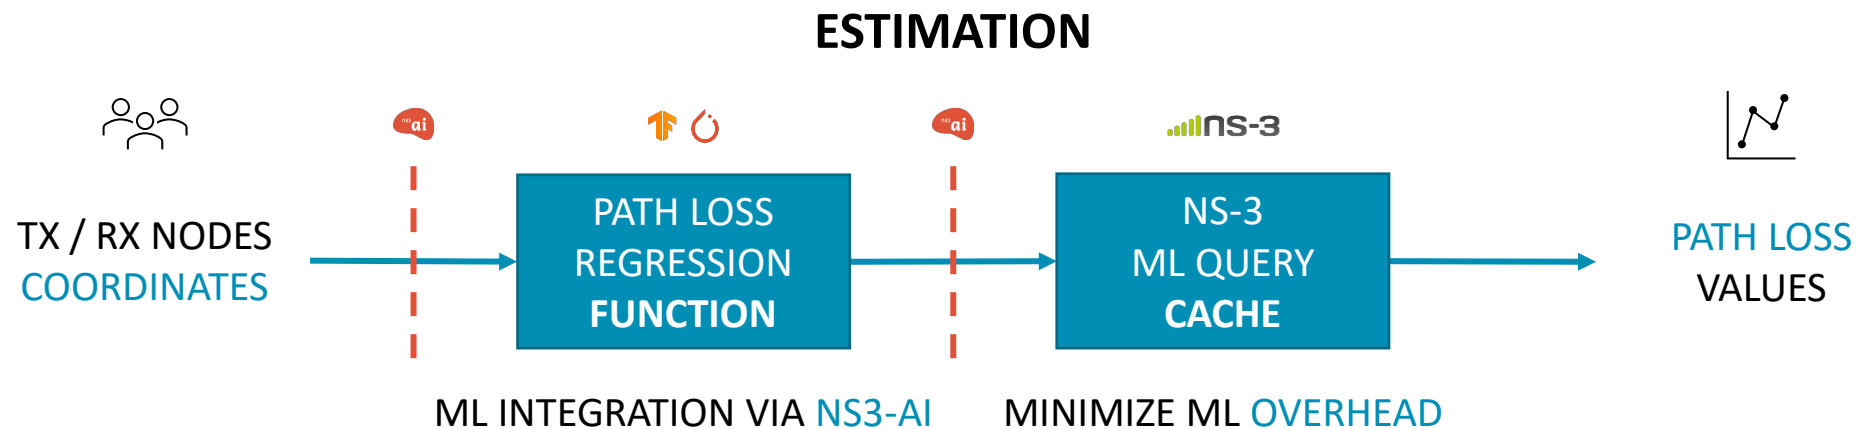 ESTIMATION
ns3 ai
TF
ns3 ai
ns-3
TX / RX NODES
COORDINATES
PATH LOSS
REGRESSION
FUNCTION
NS-3
ML QUERY
CACHE
PATH LOSS
VALUES
ML INTEGRATION VIA NS3-AI
MINIMIZE ML OVERHEAD